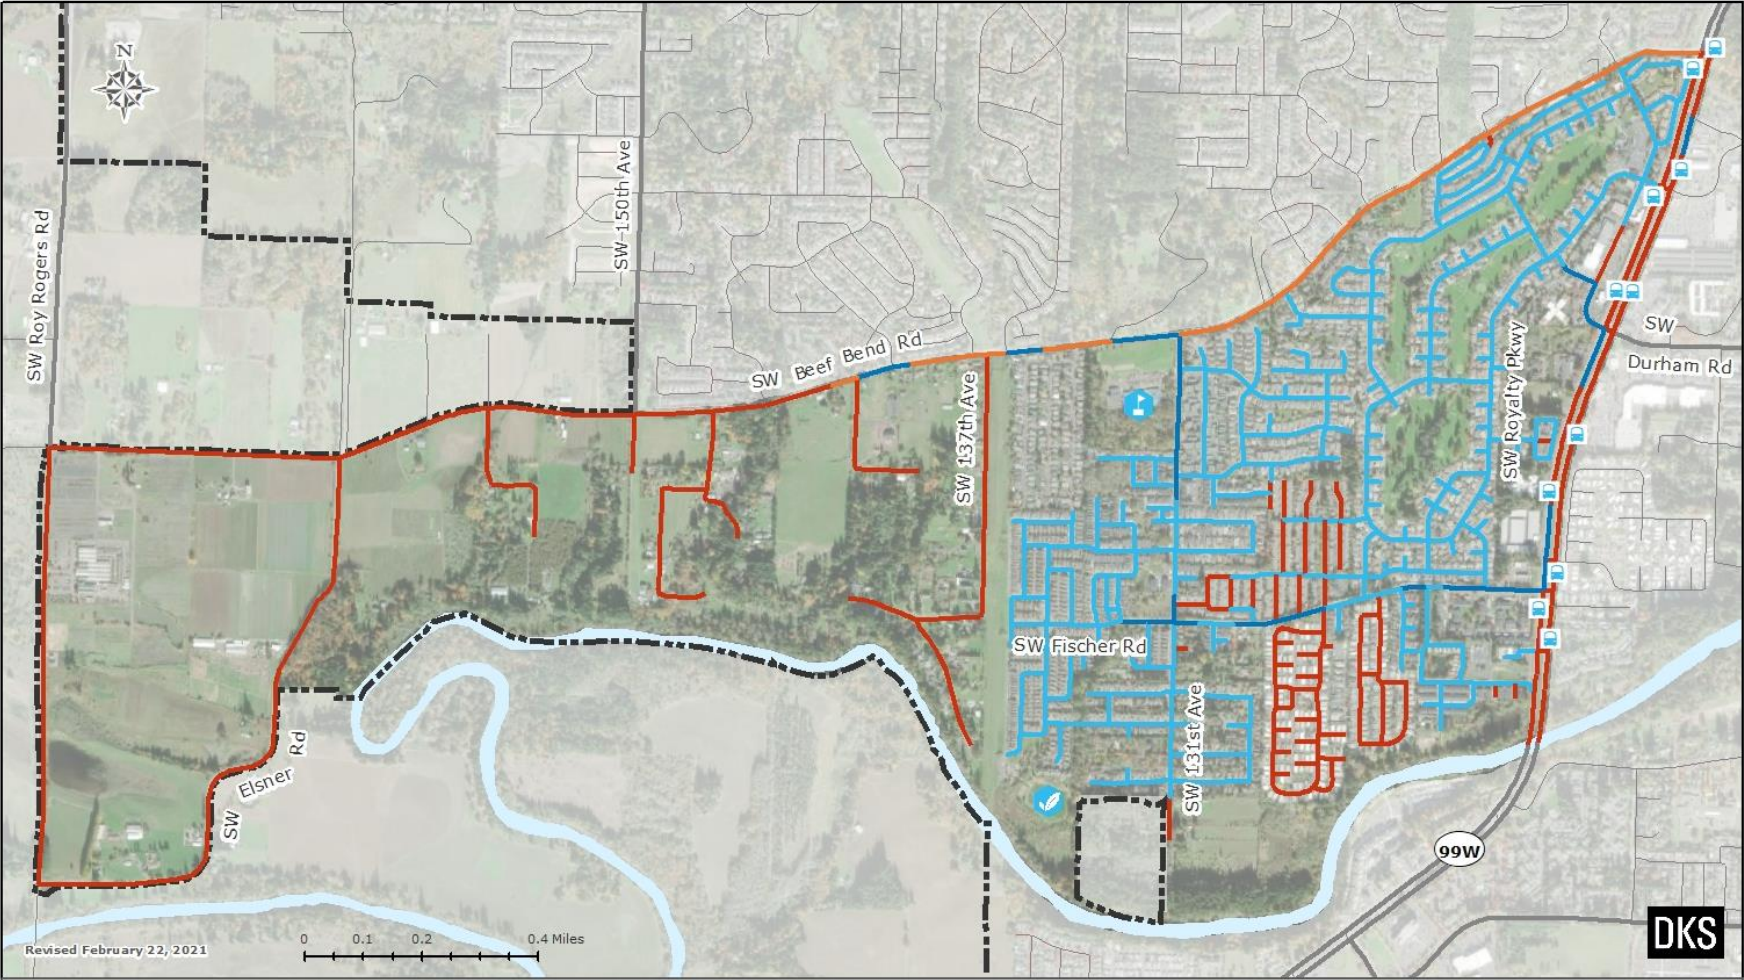 N
SW Roy Rogers Rd
SW 150th Ave
SW Beef Bend Rd
SW 137th Ave
SW Royalty Pkwy
SW
Durham Rd
SW Fischer Rd
SW 131st Ave
SW Elsner Rd
99W
Revised February 22, 2021
0 0.1 0.2 0.4 Miles
DKS